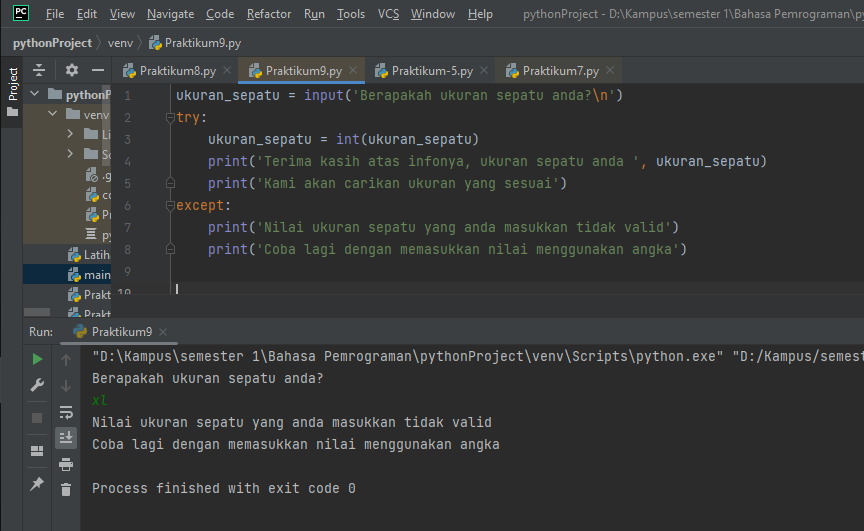 PC File Edit View Navigate Code Refactor Run Tools VCS Window Help pythonProject - D:\Kampus\semester 1\Bahasa Pemrograman\py
pythonProject venv Praktikum9.py
Project
Praktikum8.py Praktikum9.py Praktikum-5.py Praktikum7.py
pythonP
venv
Li
Sc
.g
co
P
py
Latiha
main
Prakt
Prakt
1 ukuran_sepatu = input('Berapakah ukuran sepatu anda?\n')
2 try:
3 ukuran_sepatu = int(ukuran_sepatu)
4 print('Terima kasih atas infonya, ukuran sepatu anda ', ukuran_sepatu)
5 print('Kami akan carikan ukuran yang sesuai')
6 except:
7 print('Nilai ukuran sepatu yang anda masukkan tidak valid')
8 print('Coba lagi dengan memasukkan nilai menggunakan angka')
9
10
Run: Praktikum9
"D:\Kampus\semester 1\Bahasa Pemrograman\pythonProject\venv\Scripts\python.exe" "D:/Kampus/semest
Berapakah ukuran sepatu anda?
xl
Nilai ukuran sepatu yang anda masukkan tidak valid
Coba lagi dengan memasukkan nilai menggunakan angka
Process finished with exit code 0